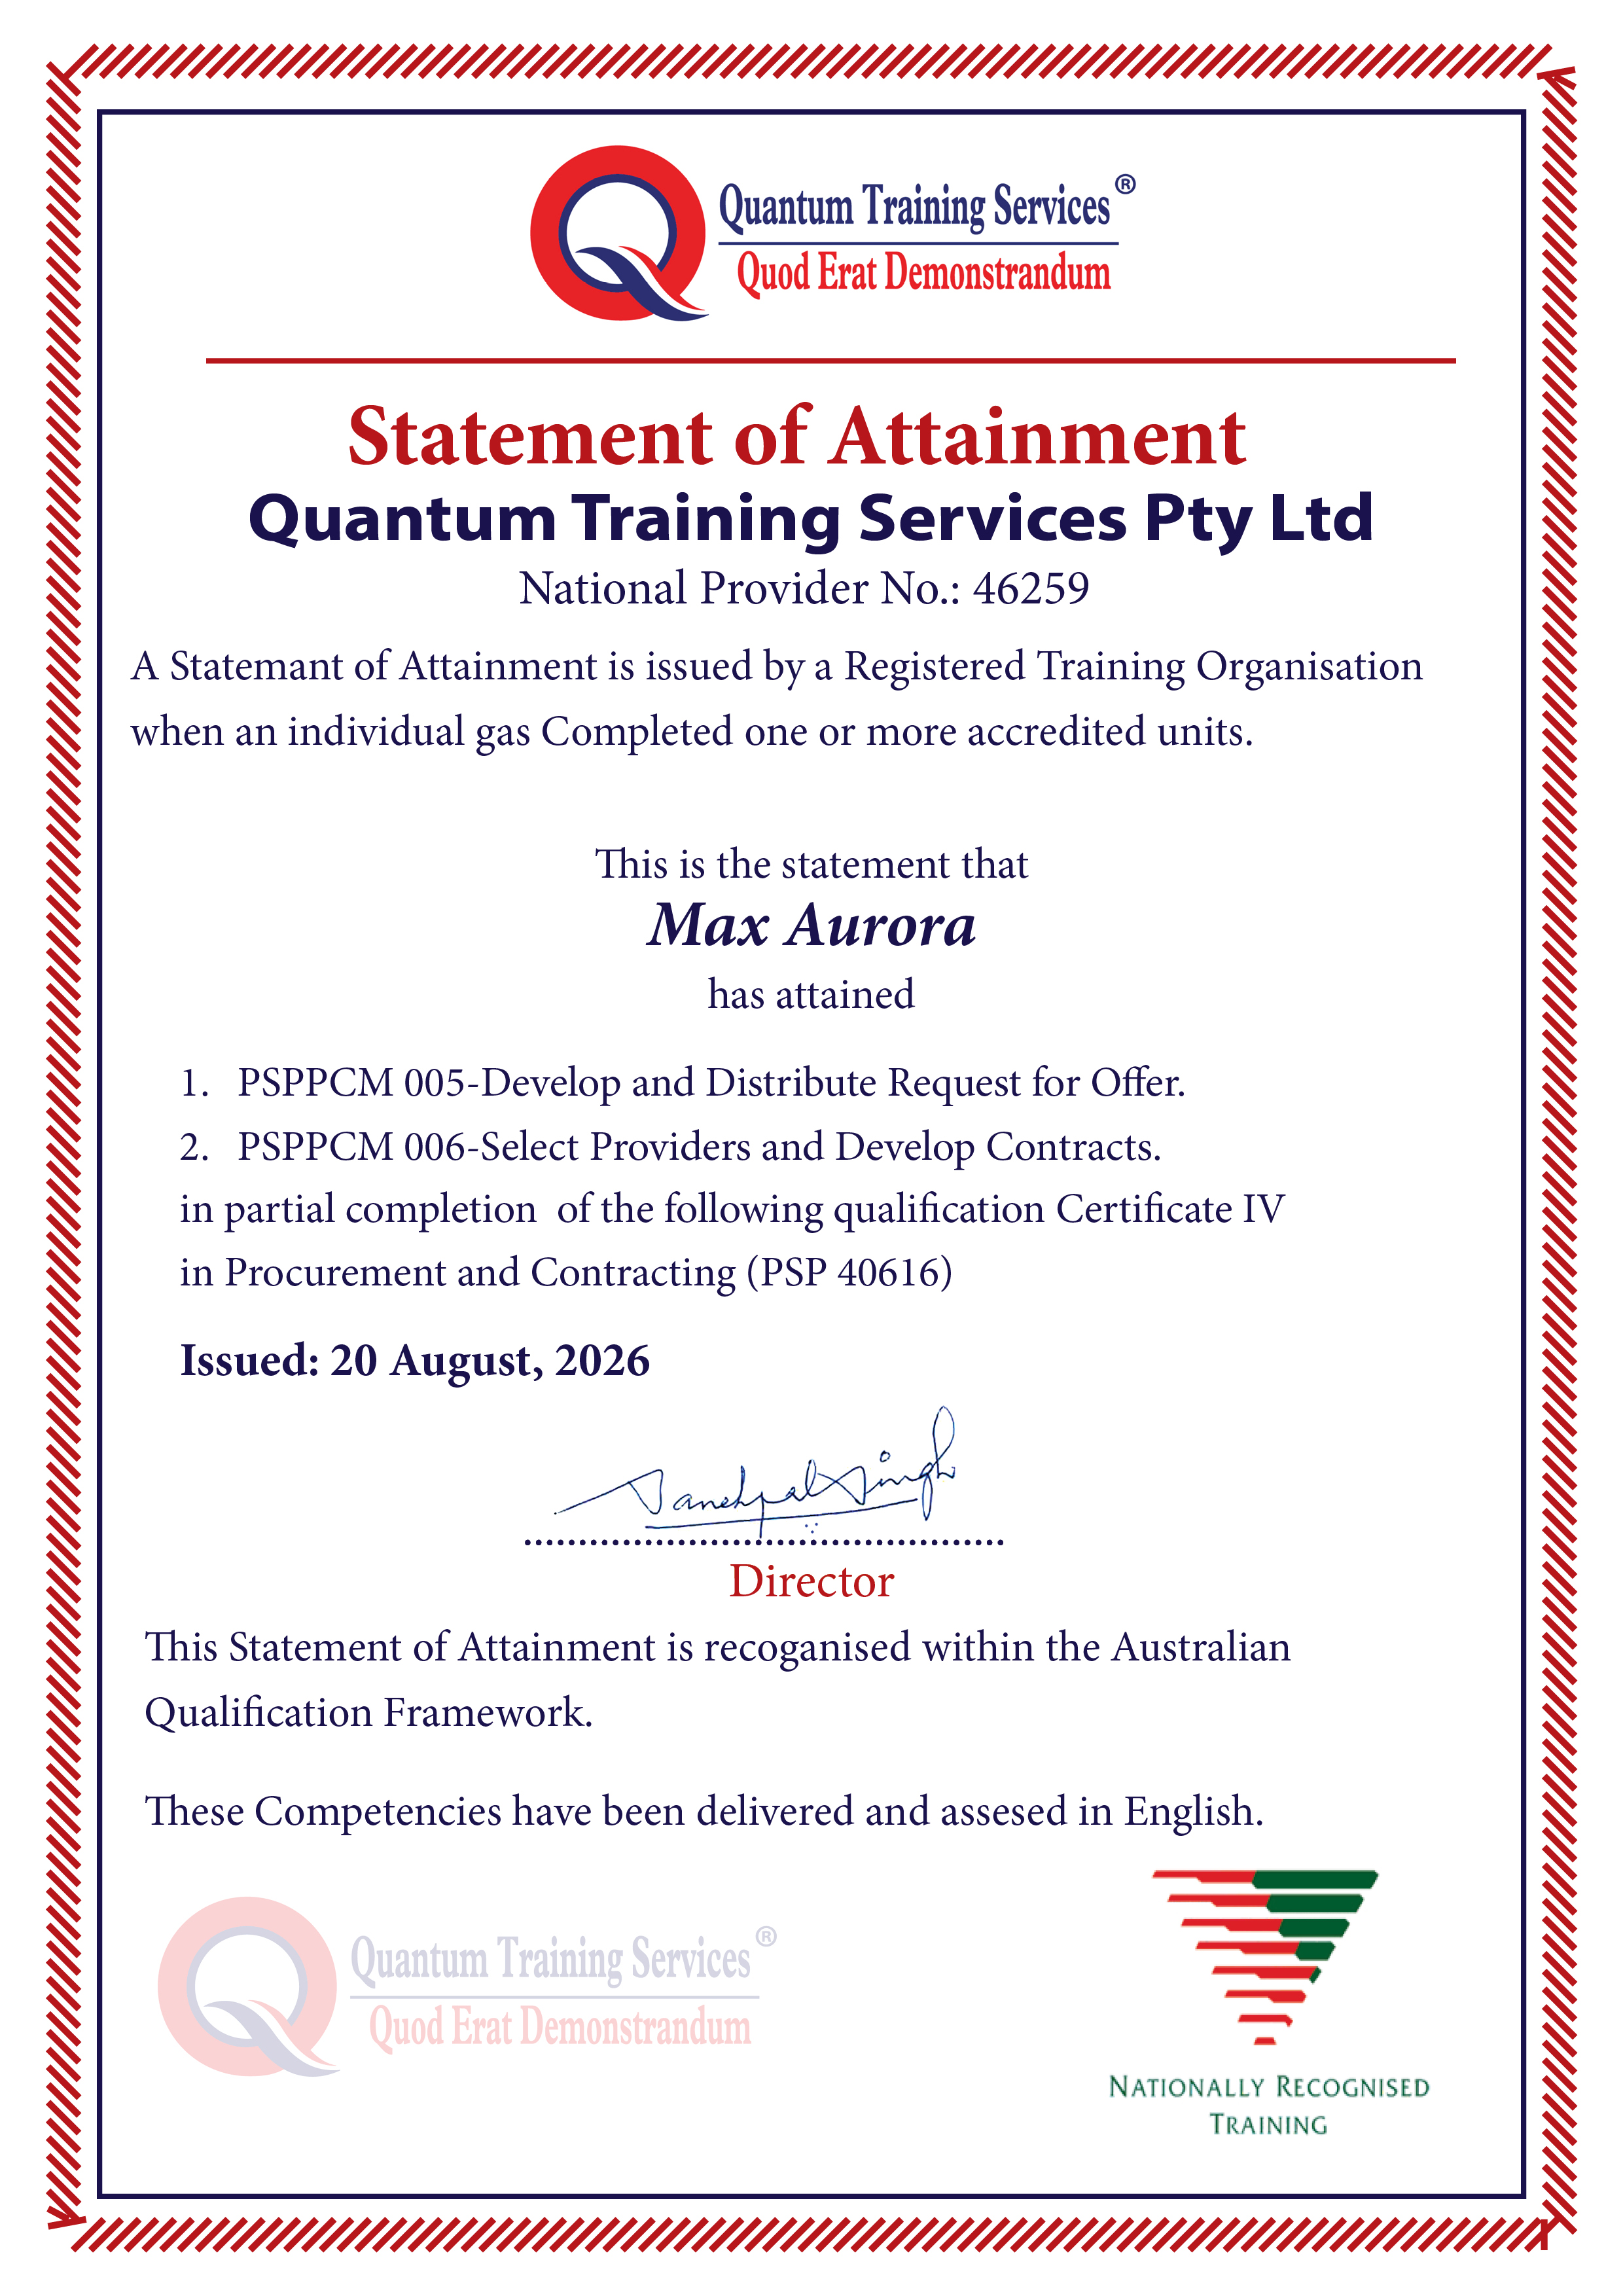 Quantum Training Services®
Quod Erat Demonstrandum
Statement of Attainment
Quantum Training Services Pty Ltd
National Provider No.: 46259
A Statemant of Attainment is issued by a Registered Training Organisation
when an individual gas Completed one or more accredited units.
This is the statement that
Max Aurora
has attained
1. PSPPCM 005-Develop and Distribute Request for Offer.
2. PSPPCM 006-Select Providers and Develop Contracts.
in partial completion of the following qualification Certificate IV
in Procurement and Contracting (PSP 40616)
Issued: 20 August, 2026
Director
This Statement of Attainment is recoganised within the Australian
Qualification Framework.
These Competencies have been delivered and assesed in English.
Quantum Training Services®
Quod Erat Demonstrandum
NATIONALLY RECOGNISED
TRAINING